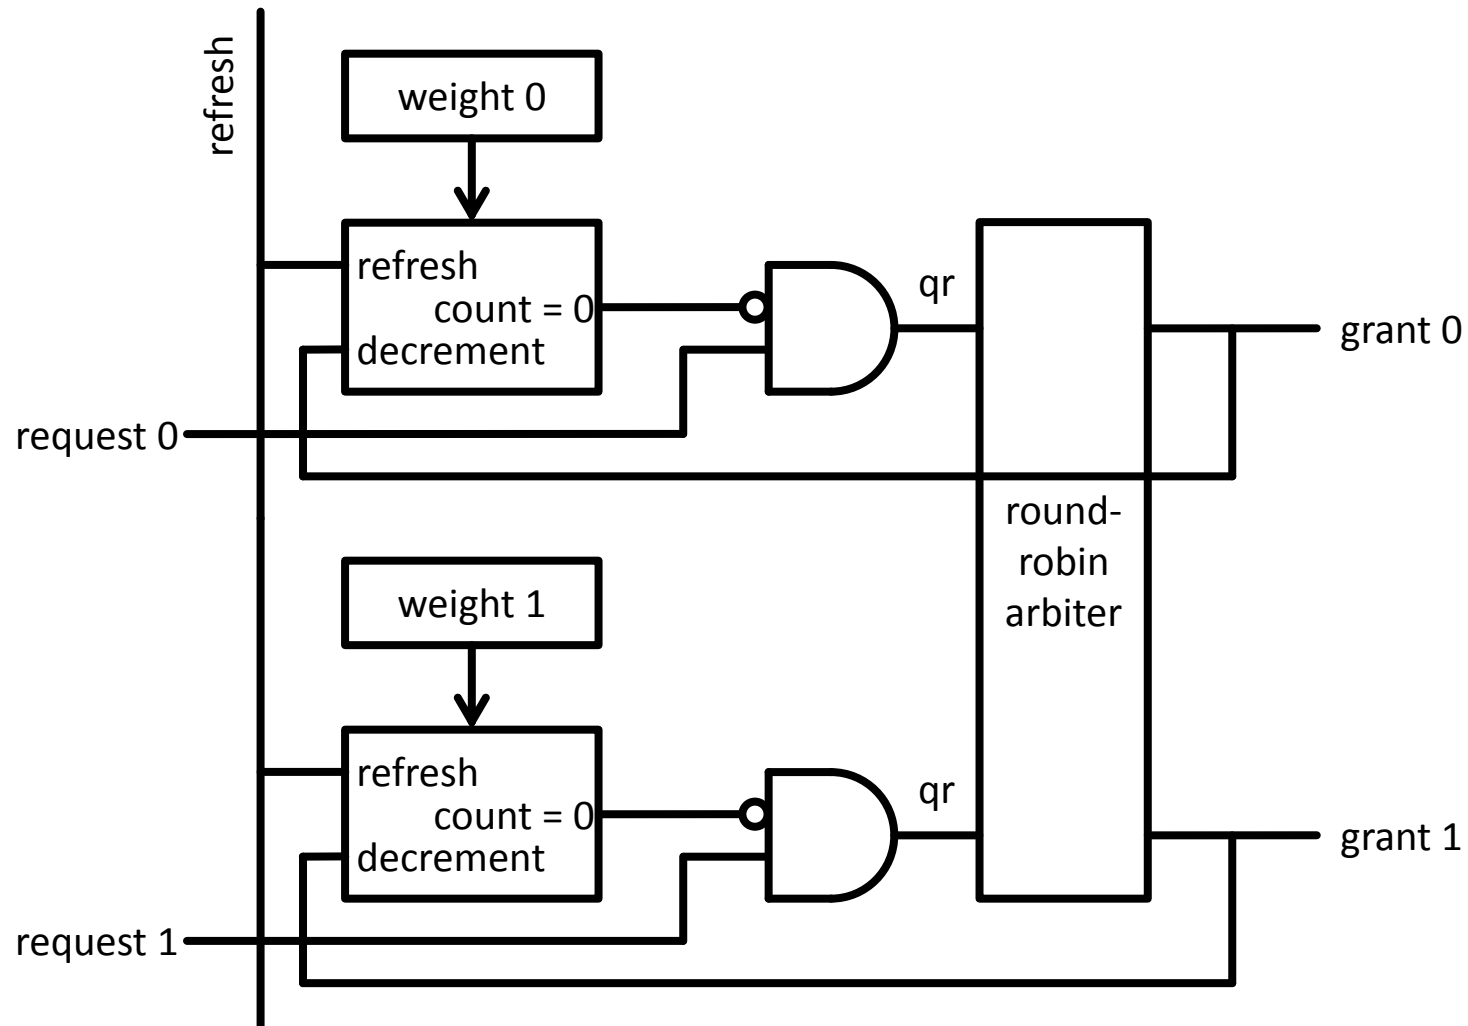 refresh
weight 0
refresh
count = 0
decrement
qr
grant 0
request 0
round-
robin
arbiter
weight 1
refresh
count = 0
decrement
qr
grant 1
request 1